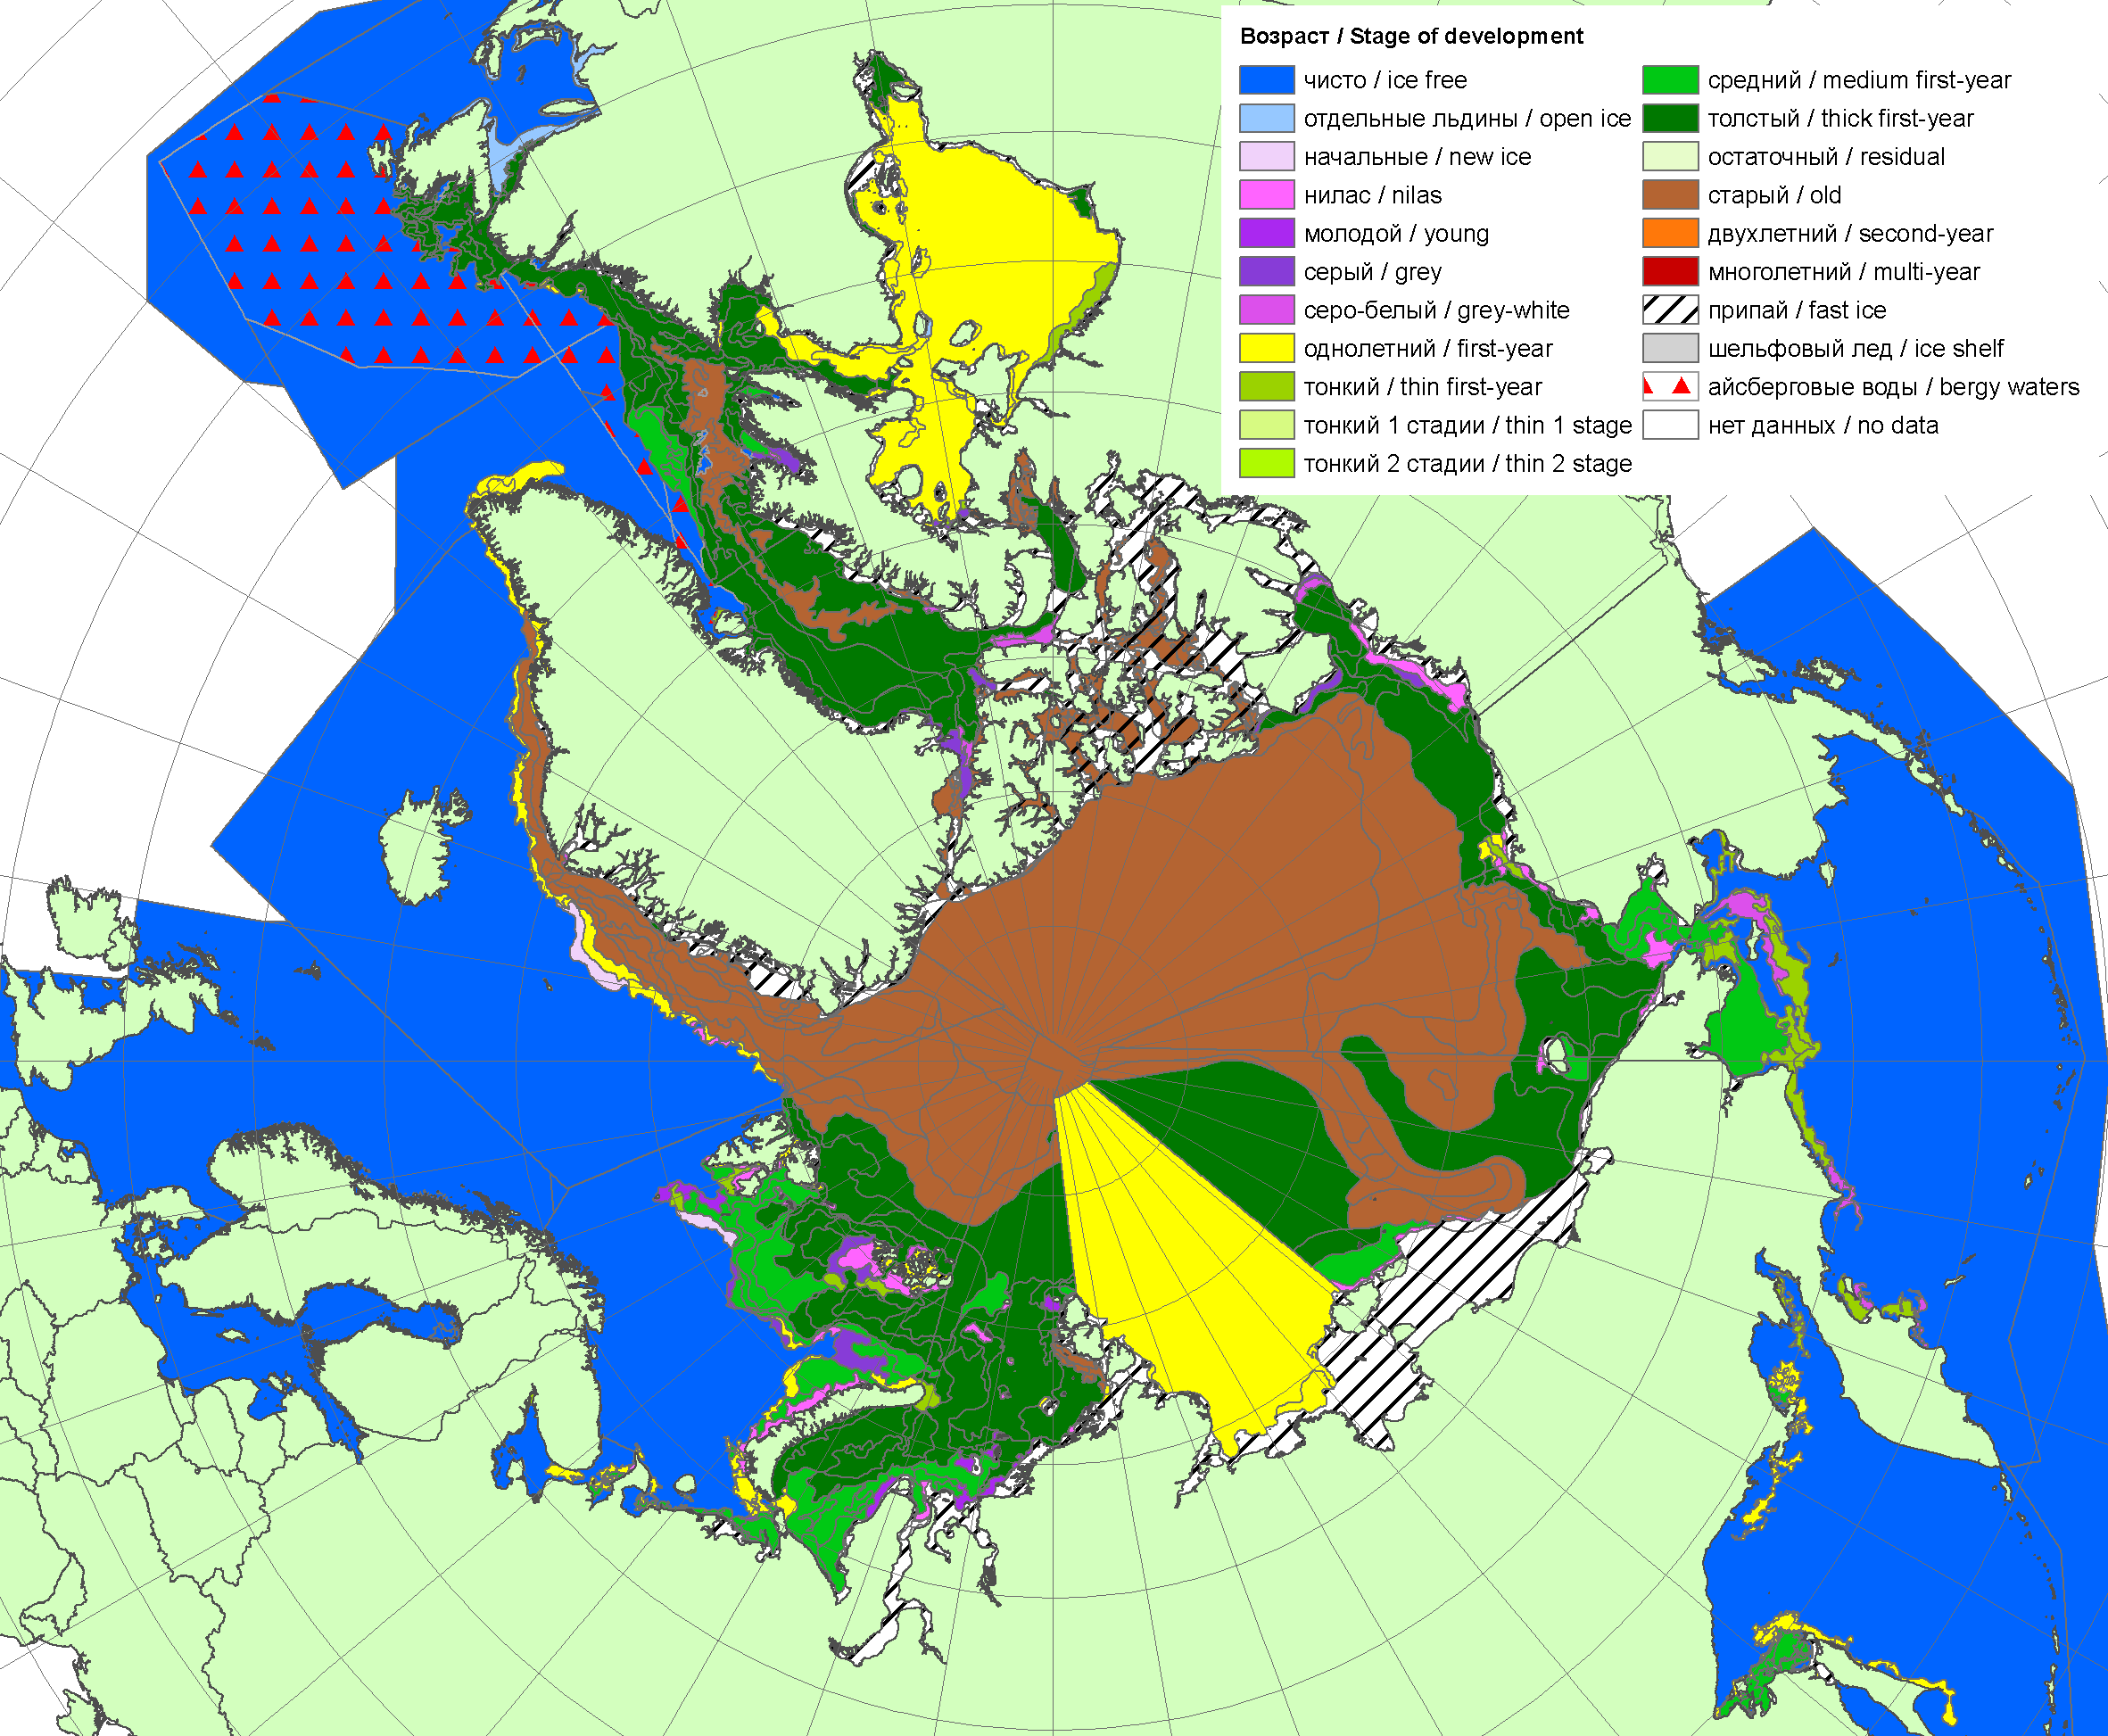 Возраст / Stage of development
чисто / ice free
отдельные льдины / open ice
начальные / new ice
нилас / nilas
молодой / young
серый / grey
серо-белый / grey-white
однолетний / first-year
тонкий / thin first-year
тонкий 1 стадии / thin 1 stage
тонкий 2 стадии / thin 2 stage
средний / medium first-year
толстый / thick first-year
остаточный / residual
старый / old
двухлетний / second-year
многолетний / multi-year
припай / fast ice
шельфовый лед / ice shelf
айсберговые воды / bergy waters
нет данных / no data